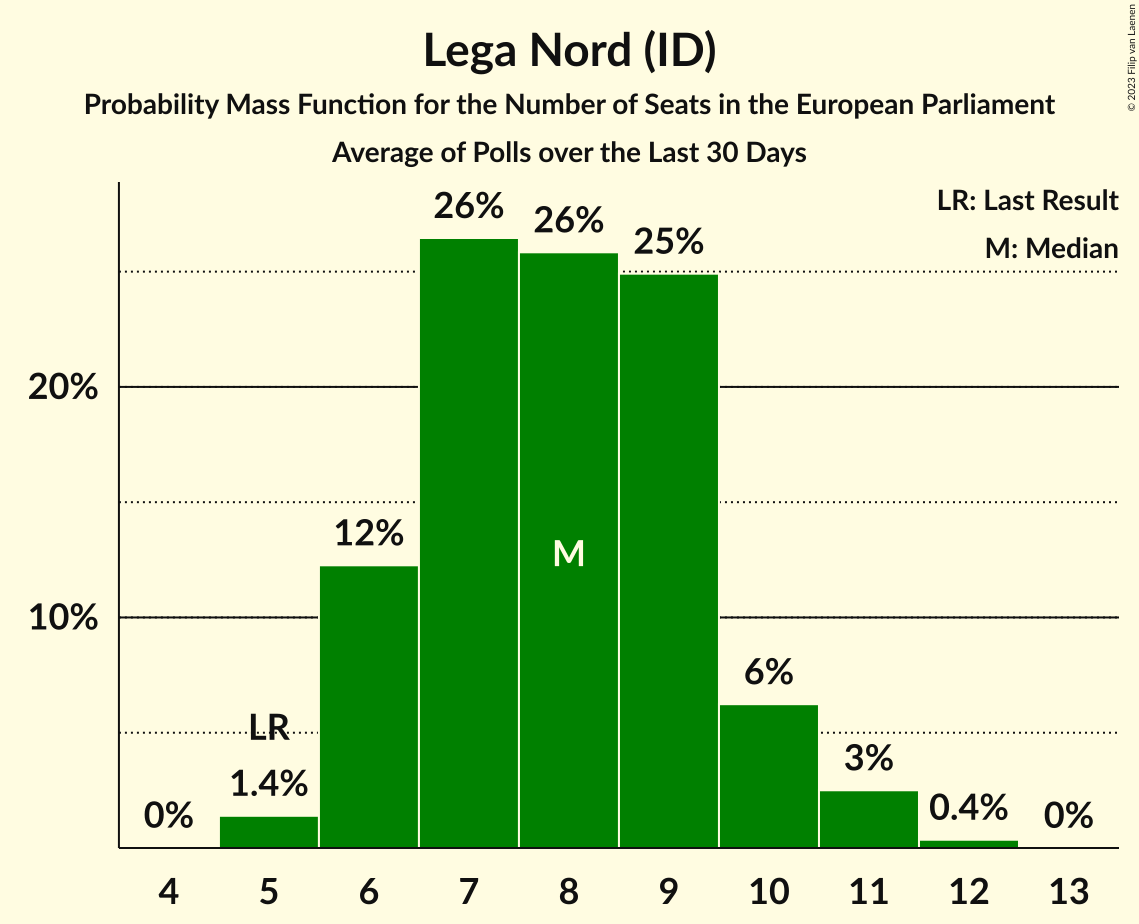 Lega Nord (ID)
Probability Mass Function for the Number of Seats in the European Parliament
Average of Polls over the Last 30 Days
© 2023 Filip van Laenen
LR: Last Result
M: Median
26%
26%
25%
20%
12%
M
10%
6%
LR
3%
1.4%
0.4%
0%
0%
4 5 6 7 8 9 10 11 12 13